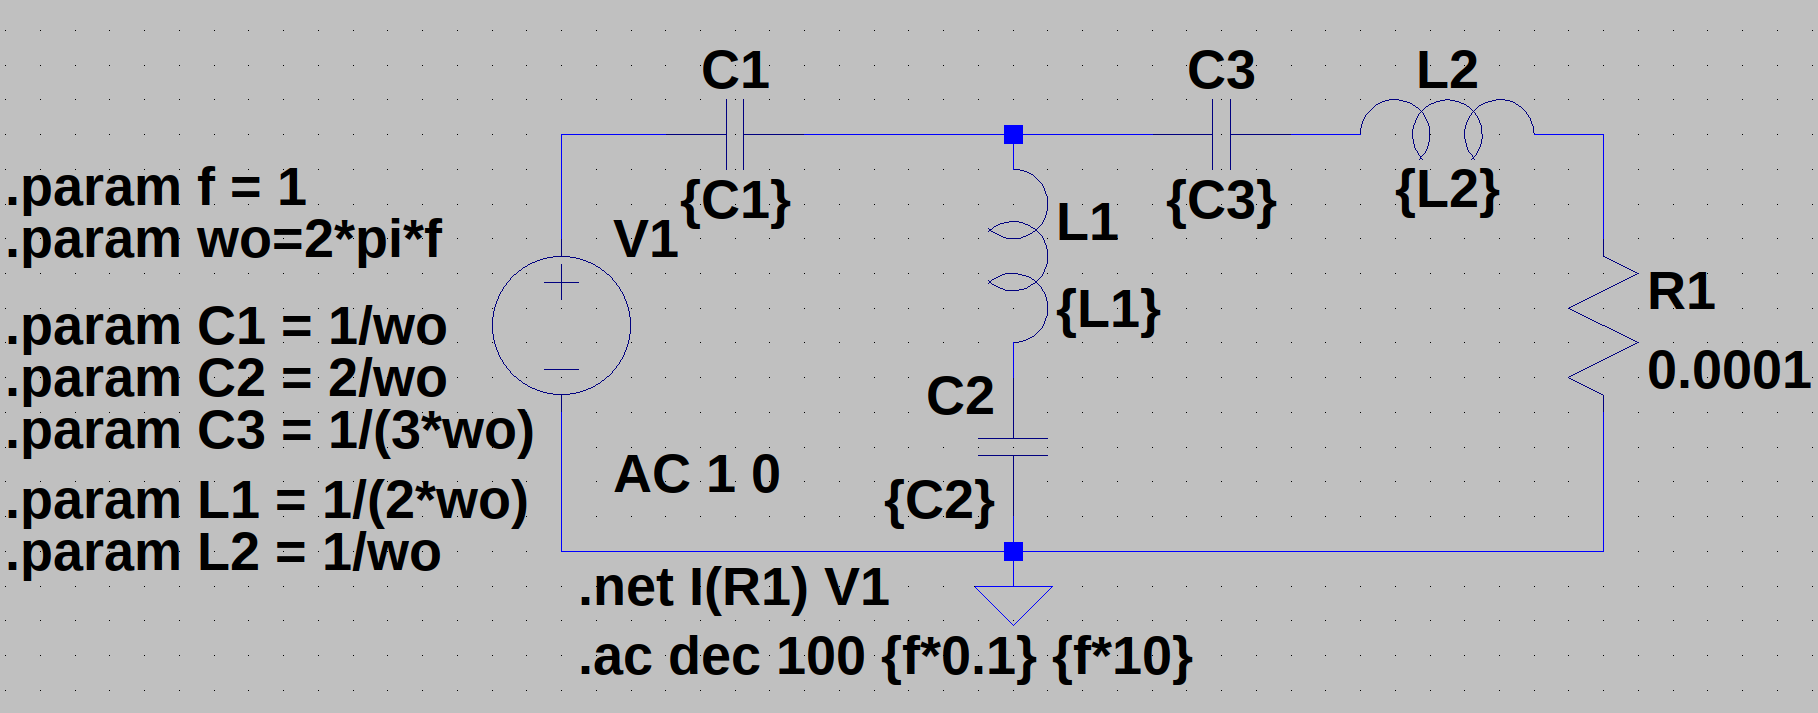 C1
C3
L2
.param f = 1
.param wo=2*pi*f
{C1}
{C3}
{L2}
V1
L1
{L1}
R1
0.0001
.param C1 = 1/wo
.param C2 = 2/wo
.param C3 = 1/(3*wo)
C2
AC 1 0
{C2}
.param L1 = 1/(2*wo)
.param L2 = 1/wo
.net I(R1) V1
.ac dec 100 {f*0.1} {f*10}